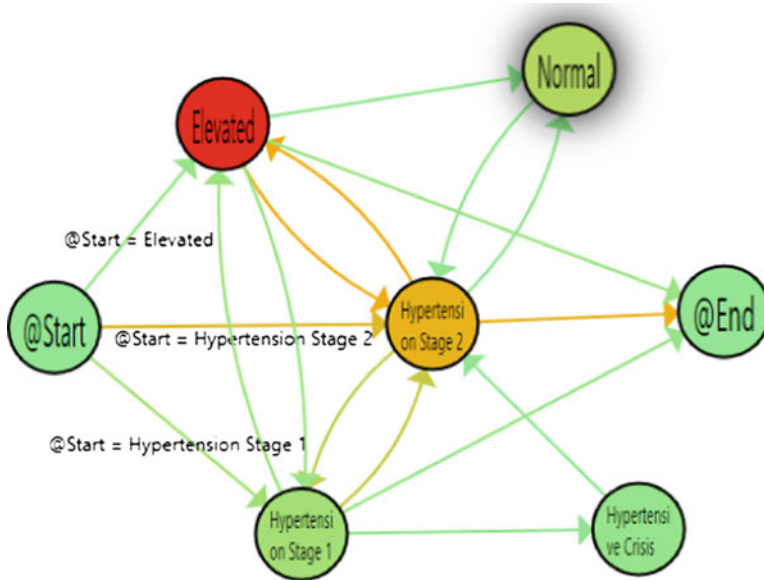 Normal
Elevated
@Start = Elevated
@Start
@Start = Hypertension Stage 2
Hypertensi
on Stage 2
@End
@Start = Hypertension Stage 1
Hypertensi
on Stage 1
Hypertensi
ve Crisis